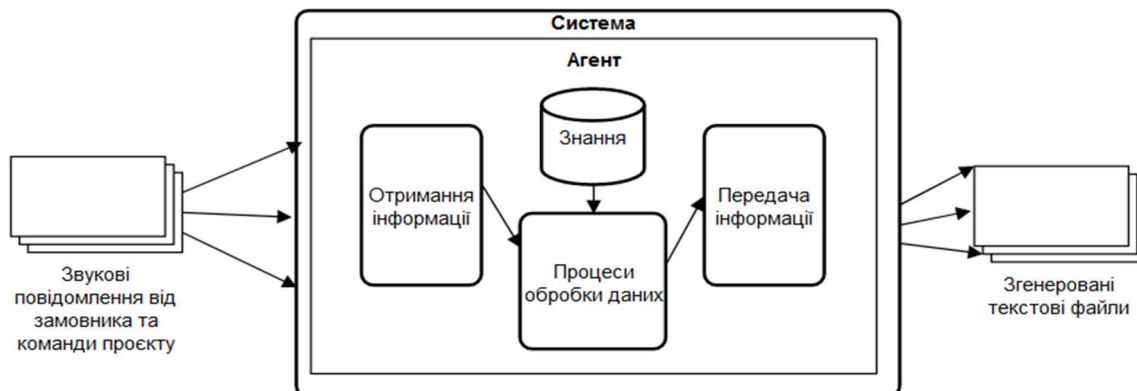 Система
Агент
Знання
Отримання
інформації
Передача
інформації
Процеси
обробки даних
Звукові
повідомлення від
замовника та
команди проєкту
Згенеровані
текстові файли